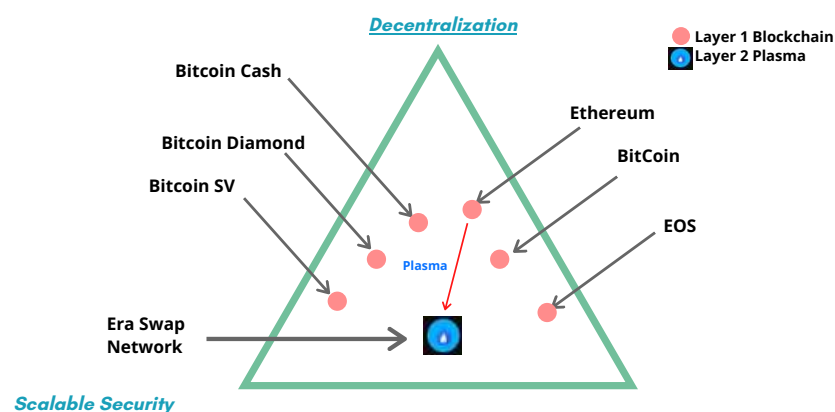 Decentralization
Layer 1 Blockchain
Layer 2 Plasma
Bitcoin Cash
Ethereum
Bitcoin Diamond
BitCoin
Bitcoin SV
EOS
Plasma
Era Swap
Network
Scalable Security